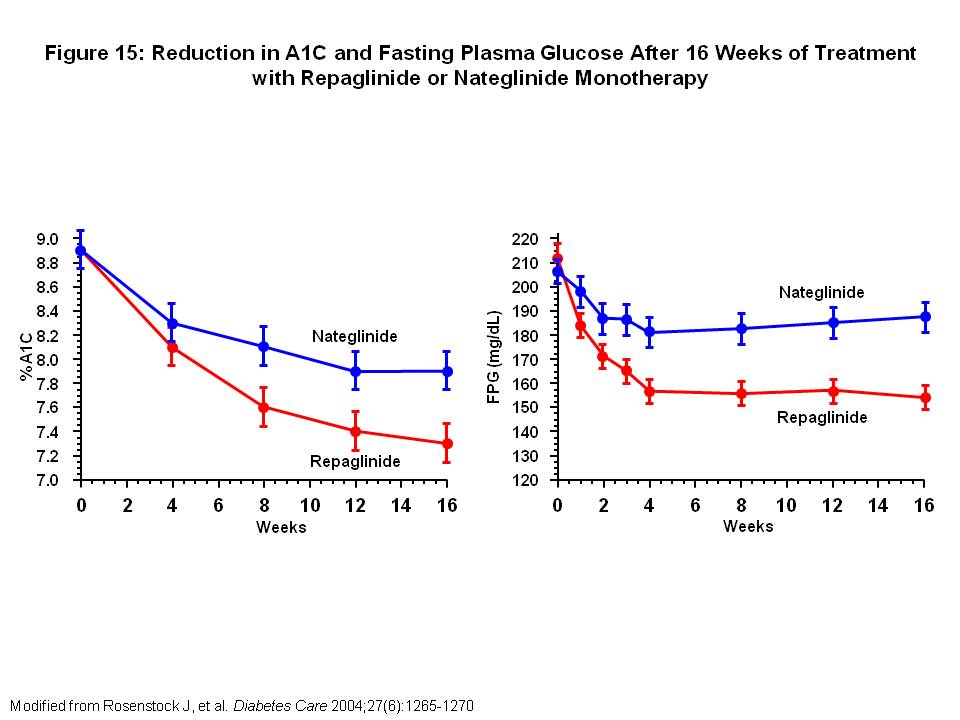 Figure 15: Reduction in A1C and Fasting Plasma Glucose After 16 Weeks of Treatment
with Repaglinide or Nateglinide Monotherapy
%A1C
9.0
8.8
8.6
8.4
8.2
8.0
7.8
7.6
7.4
7.2
7.0
Nateglinide
Repaglinide
0 2 4 6 8 10 12 14 16
Weeks
FPG (mg/dL)
220
210
200
190
180
170
160
150
140
130
120
Nateglinide
Repaglinide
0 2 4 6 8 10 12 14 16
Weeks
Modified from Rosenstock J, et al. Diabetes Care 2004;27(6):1265-1270